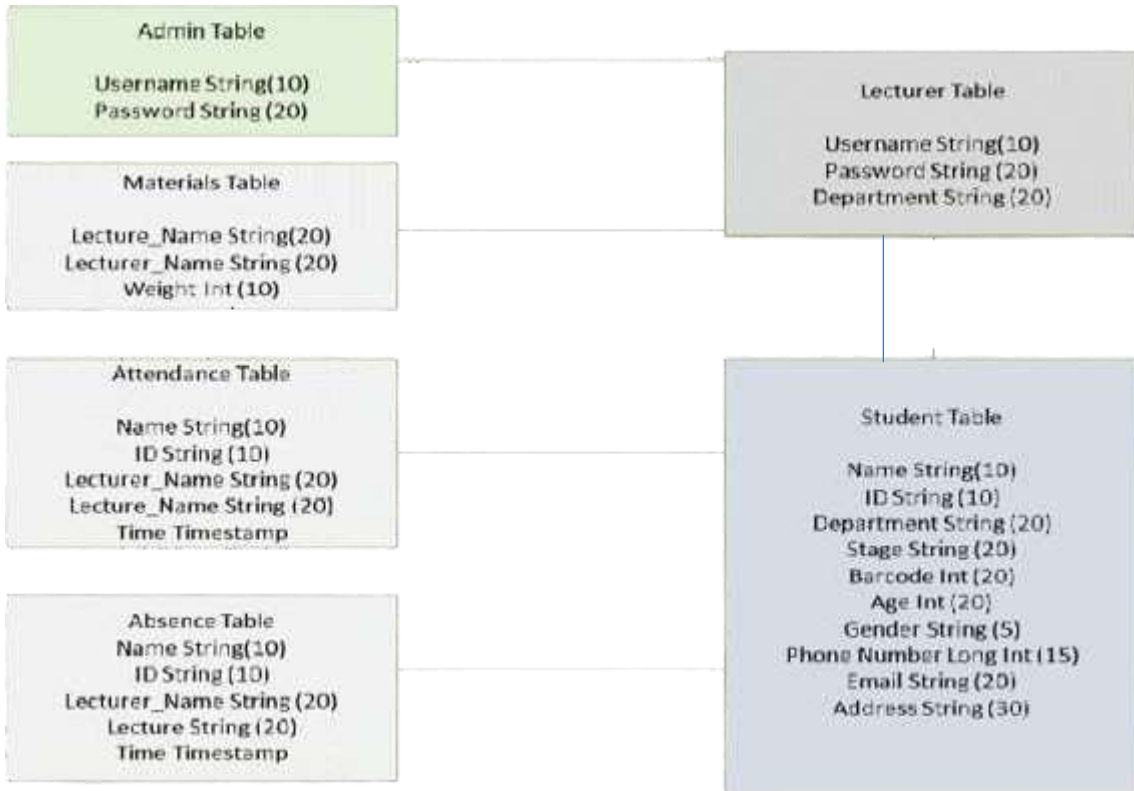 Admin Table
Username String(10)
Password String (20)
Materials Table
Lecture_Name String(20)
Lecturer_Name String (20)
Weight Int (10)
Attendance Table
Name String(10)
ID String (10)
Lecturer_Name String (20)
Lecture_Name String (20)
Time Timestamp
Absence Table
Name String(10)
ID String (10)
Lecturer_Name String (20)
Lecture String (20)
Time Timestamp
Lecturer Table
Username String(10)
Password String (20)
Department String (20)
Student Table
Name String(10)
ID String (10)
Department String (20)
Stage String (20)
Barcode Int (20)
Age Int (20)
Gender String (5)
Phone Number Long Int (15)
Email String (20)
Address String (30)